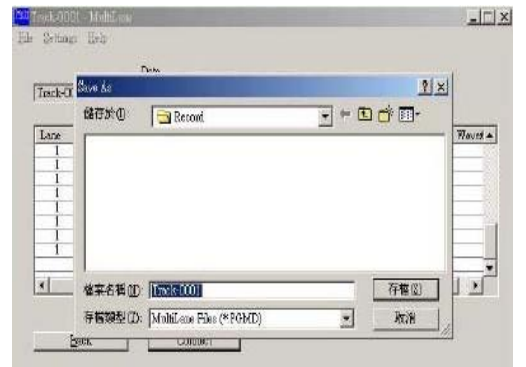 Track-0001 - MultiLane
File Settings Help
Date
Track-0
Save As
儲存於(I): Record
Lane
1
1
1
1
1
1
1
1
檔案名稱(N): Track-0001 存檔(S)
存檔類型(T): MultiLane Files (*PGMD) 取消
Back Connect